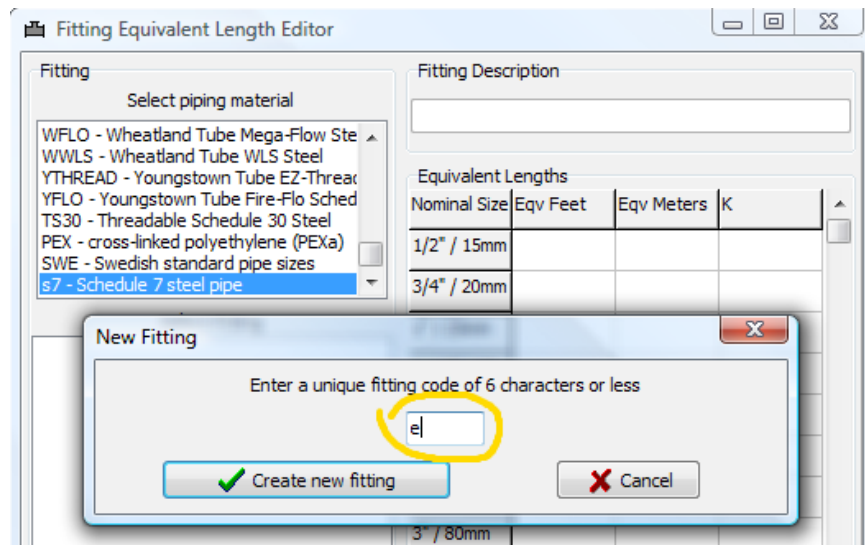 Fitting Equivalent Length Editor
Fitting
Select piping material
WFLO - Wheatland Tube Mega-Flow Ste
WWLS - Wheatland Tube WLS Steel
YTHREAD - Youngstown Tube EZ-Threac
YFLO - Youngstown Tube Fire-Flo Sched
TS30 - Threadable Schedule 30 Steel
PEX - cross-linked polyethylene (PEXa)
SWE - Swedish standard pipe sizes
s7 - Schedule 7 steel pipe
Fitting Description
Equivalent Lengths
Nominal Size Eqv Feet Eqv Meters K
1/2" / 15mm
3/4" / 20mm
New Fitting
Enter a unique fitting code of 6 characters or less
e
Create new fitting Cancel
3" / 80mm